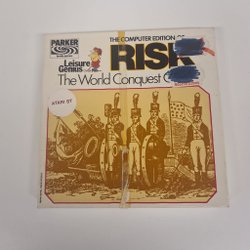 PARKER
THE COMPUTER EDITION OF
RISK
Leisure
Genius
The World Conquest
ATARI ST